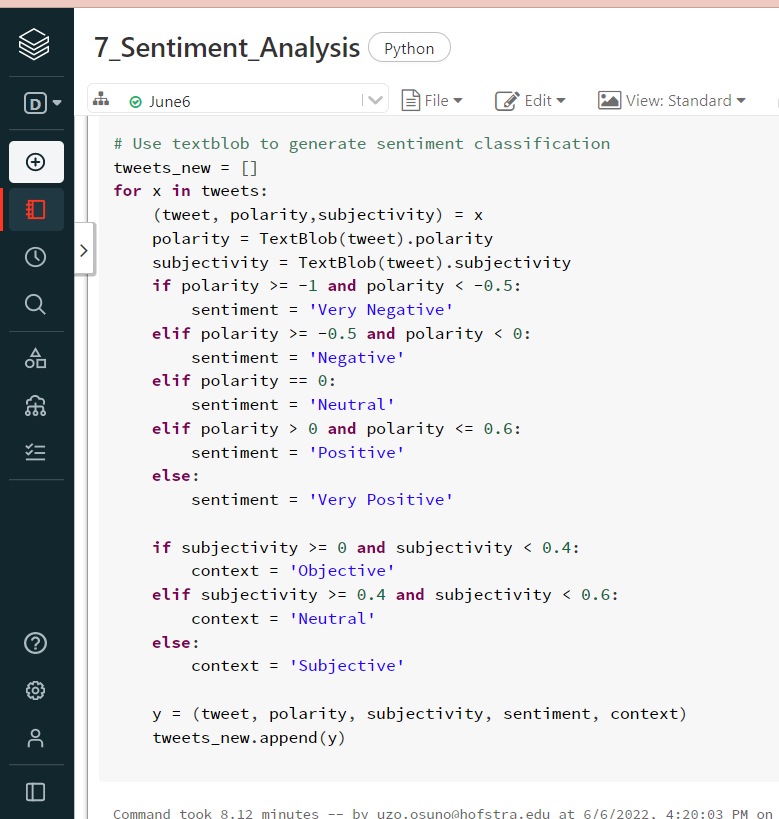 7_Sentiment_Analysis Python
D
June6 File Edit View: Standard
# Use textblob to generate sentiment classification
tweets_new = []
for x in tweets:
    (tweet, polarity,subjectivity) = x
    polarity = TextBlob(tweet).polarity
    subjectivity = TextBlob(tweet).subjectivity
    if polarity >= -1 and polarity < -0.5:
        sentiment = 'Very Negative'
    elif polarity >= -0.5 and polarity < 0:
        sentiment = 'Negative'
    elif polarity == 0:
        sentiment = 'Neutral'
    elif polarity > 0 and polarity <= 0.6:
        sentiment = 'Positive'
    else:
        sentiment = 'Very Positive'
    if subjectivity >= 0 and subjectivity < 0.4:
        context = 'Objective'
    elif subjectivity >= 0.4 and subjectivity < 0.6:
        context = 'Neutral'
    else:
        context = 'Subjective'
    y = (tweet, polarity, subjectivity, sentiment, context)
    tweets_new.append(y)
Command took 8.12 minutes -- by uzo.osuno@hofstra.edu at 6/6/2022, 4:20:03 PM on